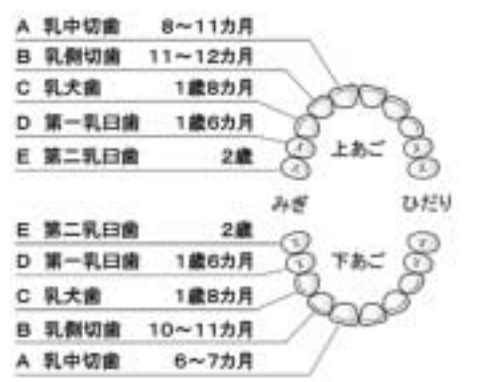 A 乳中切歯 8～11カ月
B 乳側切歯 11～12カ月
C 乳犬歯 1歳8カ月
D 第一乳臼歯 1歳6カ月
E 第二乳臼歯 2歳
上あご
みぎ ひだり
E 第二乳臼歯 2歳
下あご
D 第一乳臼歯 1歳6カ月
C 乳犬歯 1歳8カ月
B 乳側切歯 10～11カ月
A 乳中切歯 6～7カ月